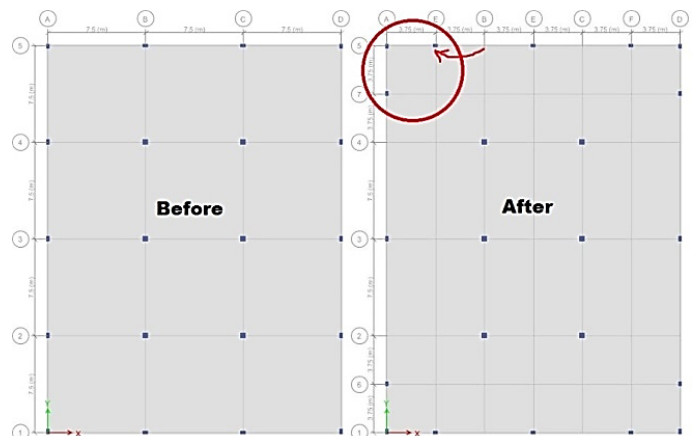 A B C D A E B E C F D
7.5 (m) 7.5 (m) 7.5 (m) 3.75 (m) 3.75 (m) 3.75 (m) 3.75 (m) 3.75 (m) 3.75 (m)
5 5
7.5 (m) 3.75 (m)
7
3.75 (m)
4 4
7.5 (m) 7.5 (m)
Before After
3 3
7.5 (m) 7.5 (m)
2 2
7.5 (m) 3.75 (m)
6
3.75 (m)
Y Y
1 X 1 X